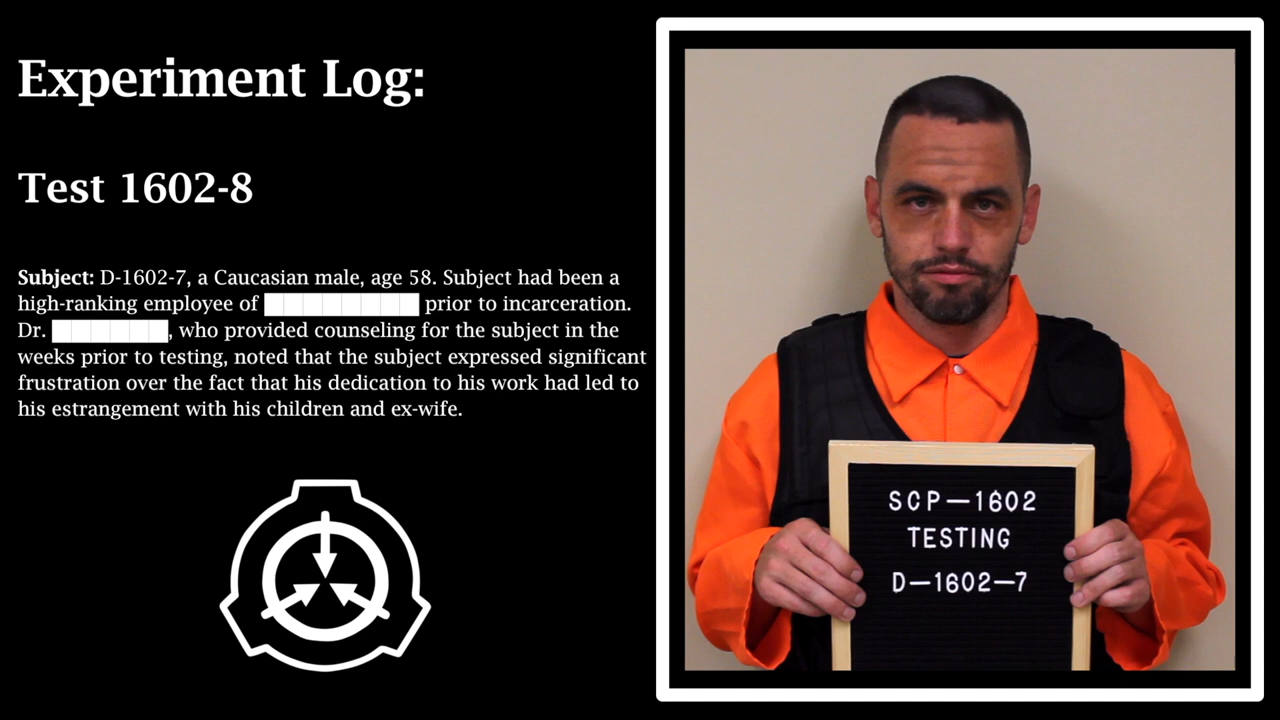 Experiment Log:
Test 1602-8
Subject: D-1602-7, a Caucasian male, age 58. Subject had been a
high-ranking employee of ██████████ prior to incarceration.
Dr. ████████, who provided counseling for the subject in the
weeks prior to testing, noted that the subject expressed significant
frustration over the fact that his dedication to his work had led to
his estrangement with his children and ex-wife.
SCP—1602
TESTING
D—1602—7